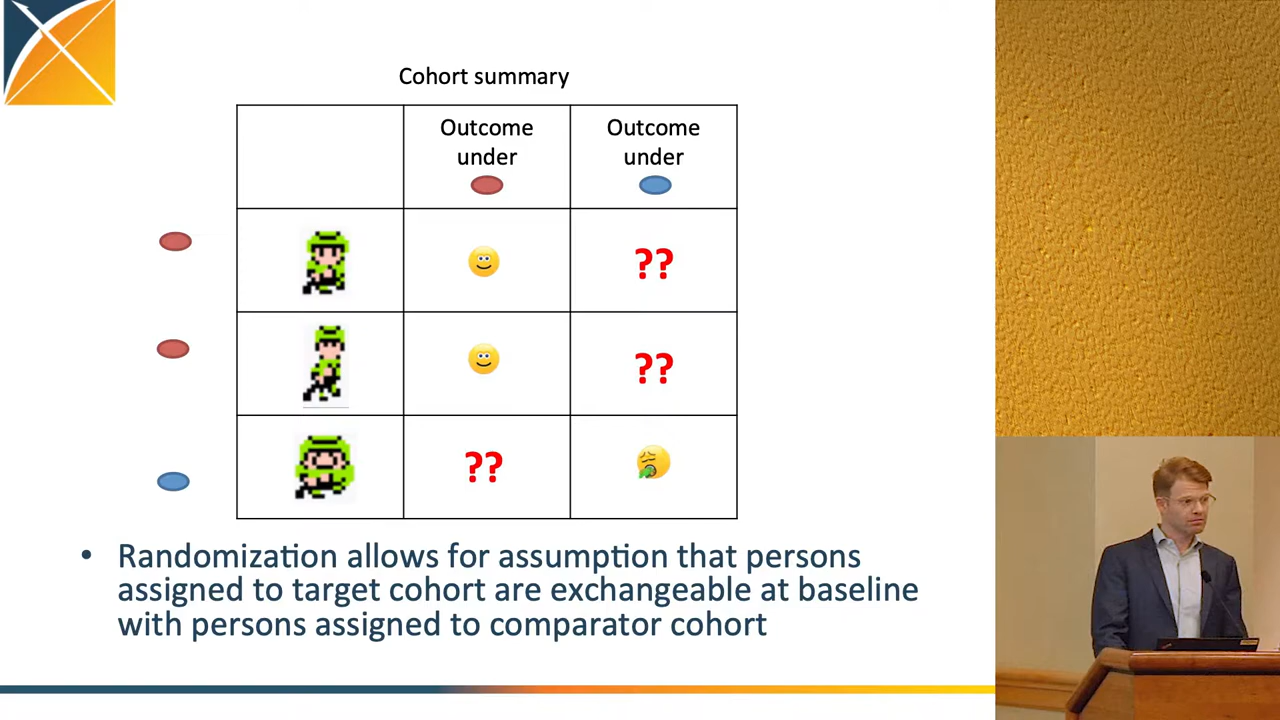 Cohort summary
Outcome
under
Outcome
under
??
??
??
• Randomization allows for assumption that persons
assigned to target cohort are exchangeable at baseline
with persons assigned to comparator cohort